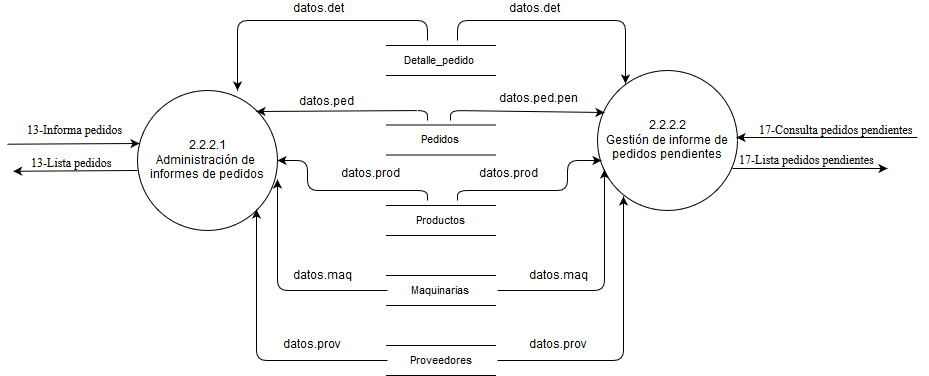 datos.det
datos.det
Detalle_pedido
datos.ped
datos.ped.pen
13-Informa pedidos
2.2.2.1
Administración de
informes de pedidos
Pedidos
2.2.2.2
Gestión de informe de
pedidos pendientes
17-Consulta pedidos pendientes
13-Lista pedidos
17-Lista pedidos pendientes
datos.prod
datos.prod
Productos
datos.maq
datos.maq
Maquinarias
datos.prov
datos.prov
Proveedores